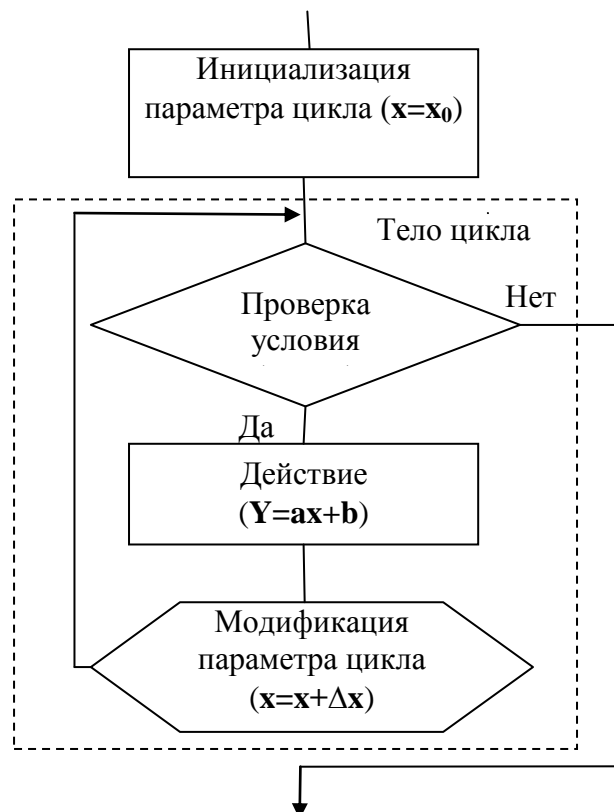 Инициализация
параметра цикла (x=x₀)
Тело цикла
Проверка
условия
Нет
Да
Действие
(Y=ax+b)
Модификация
параметра цикла
(x=x+Δx)